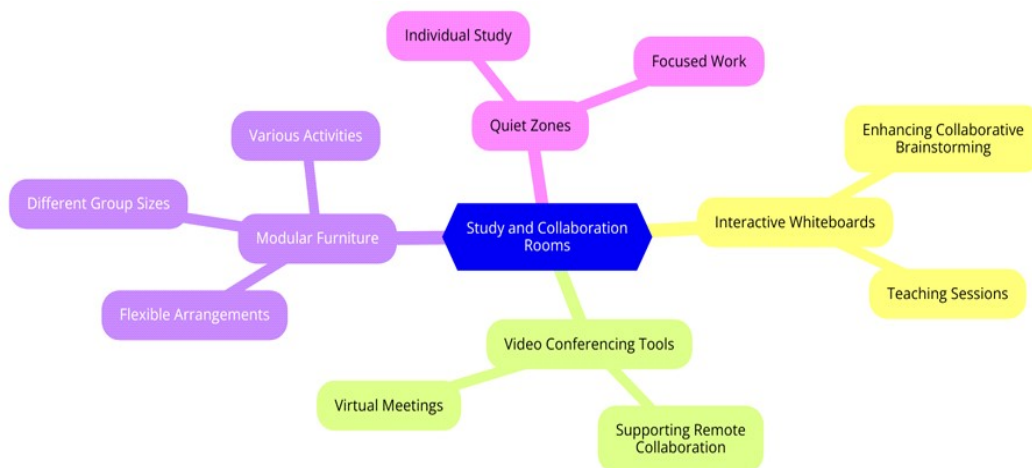 Individual Study
Focused Work
Quiet Zones
Various Activities
Different Group Sizes
Modular Furniture
Flexible Arrangements
Study and Collaboration
Rooms
Enhancing Collaborative
Brainstorming
Interactive Whiteboards
Teaching Sessions
Video Conferencing Tools
Virtual Meetings
Supporting Remote
Collaboration